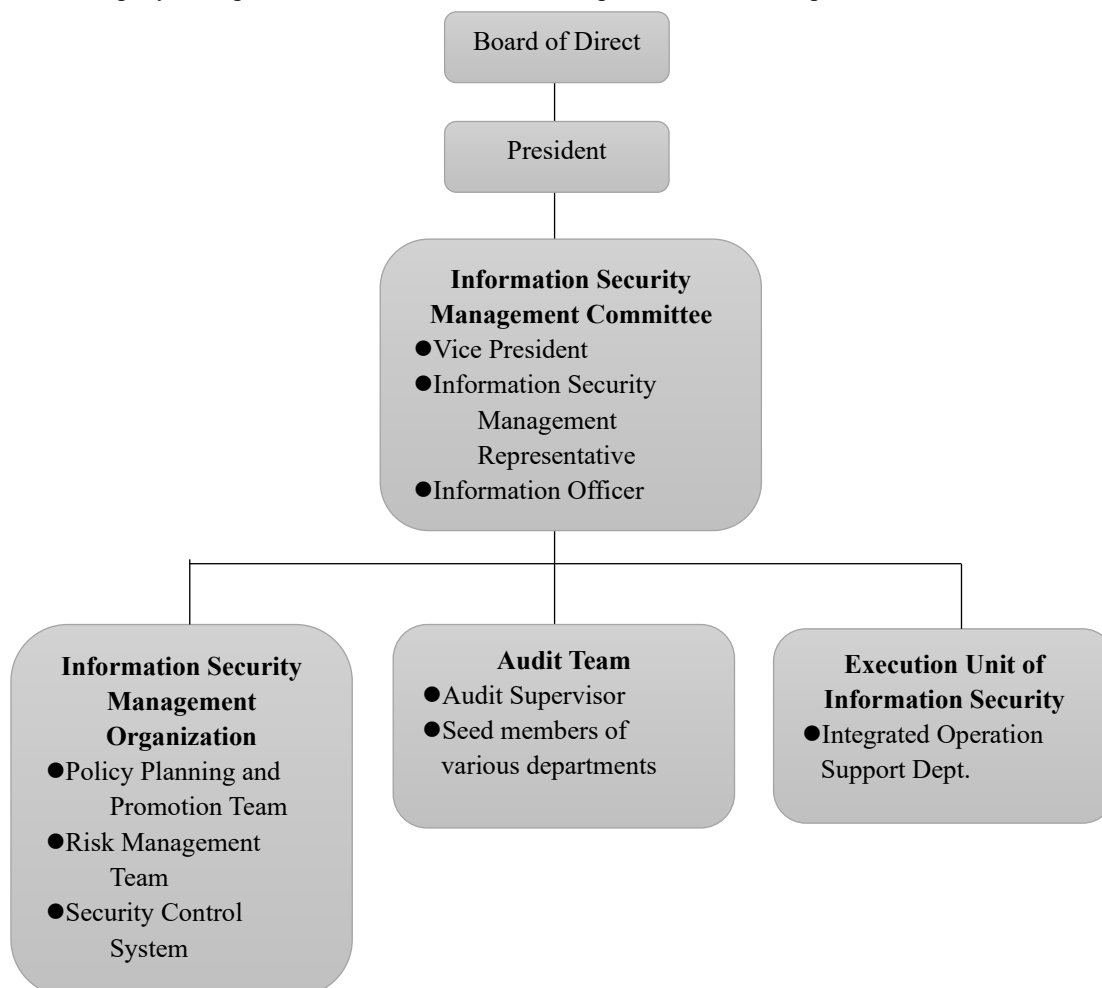 Board of Direct
President
Information Security
Management Committee
●Vice President
●Information Security
Management
Representative
●Information Officer
Information Security
Management
Organization
●Policy Planning and
Promotion Team
●Risk Management
Team
●Security Control
System
Audit Team
●Audit Supervisor
●Seed members of
various departments
Execution Unit of
Information Security
●Integrated Operation
Support Dept.